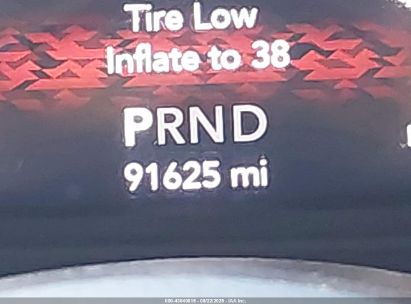 Tire Low
Inflate to 38
PRND
91625 mi